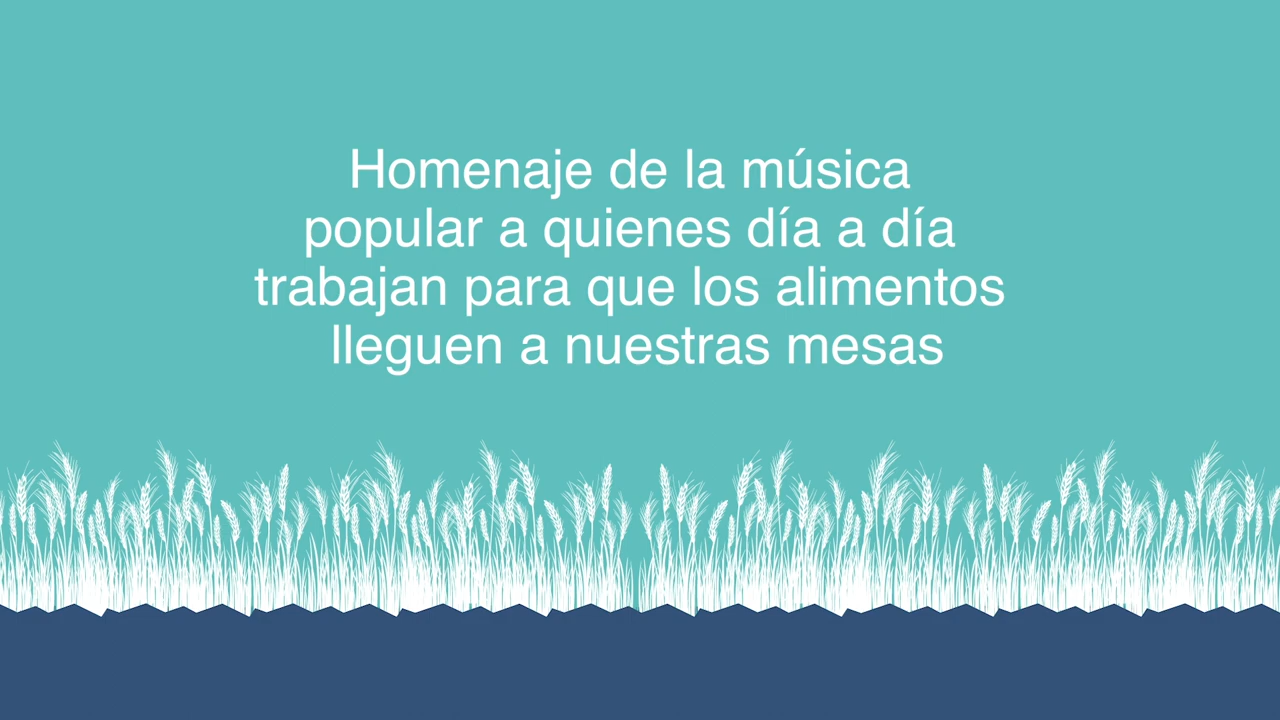 Homenaje de la música
popular a quienes día a día
trabajan para que los alimentos
lleguen a nuestras mesas